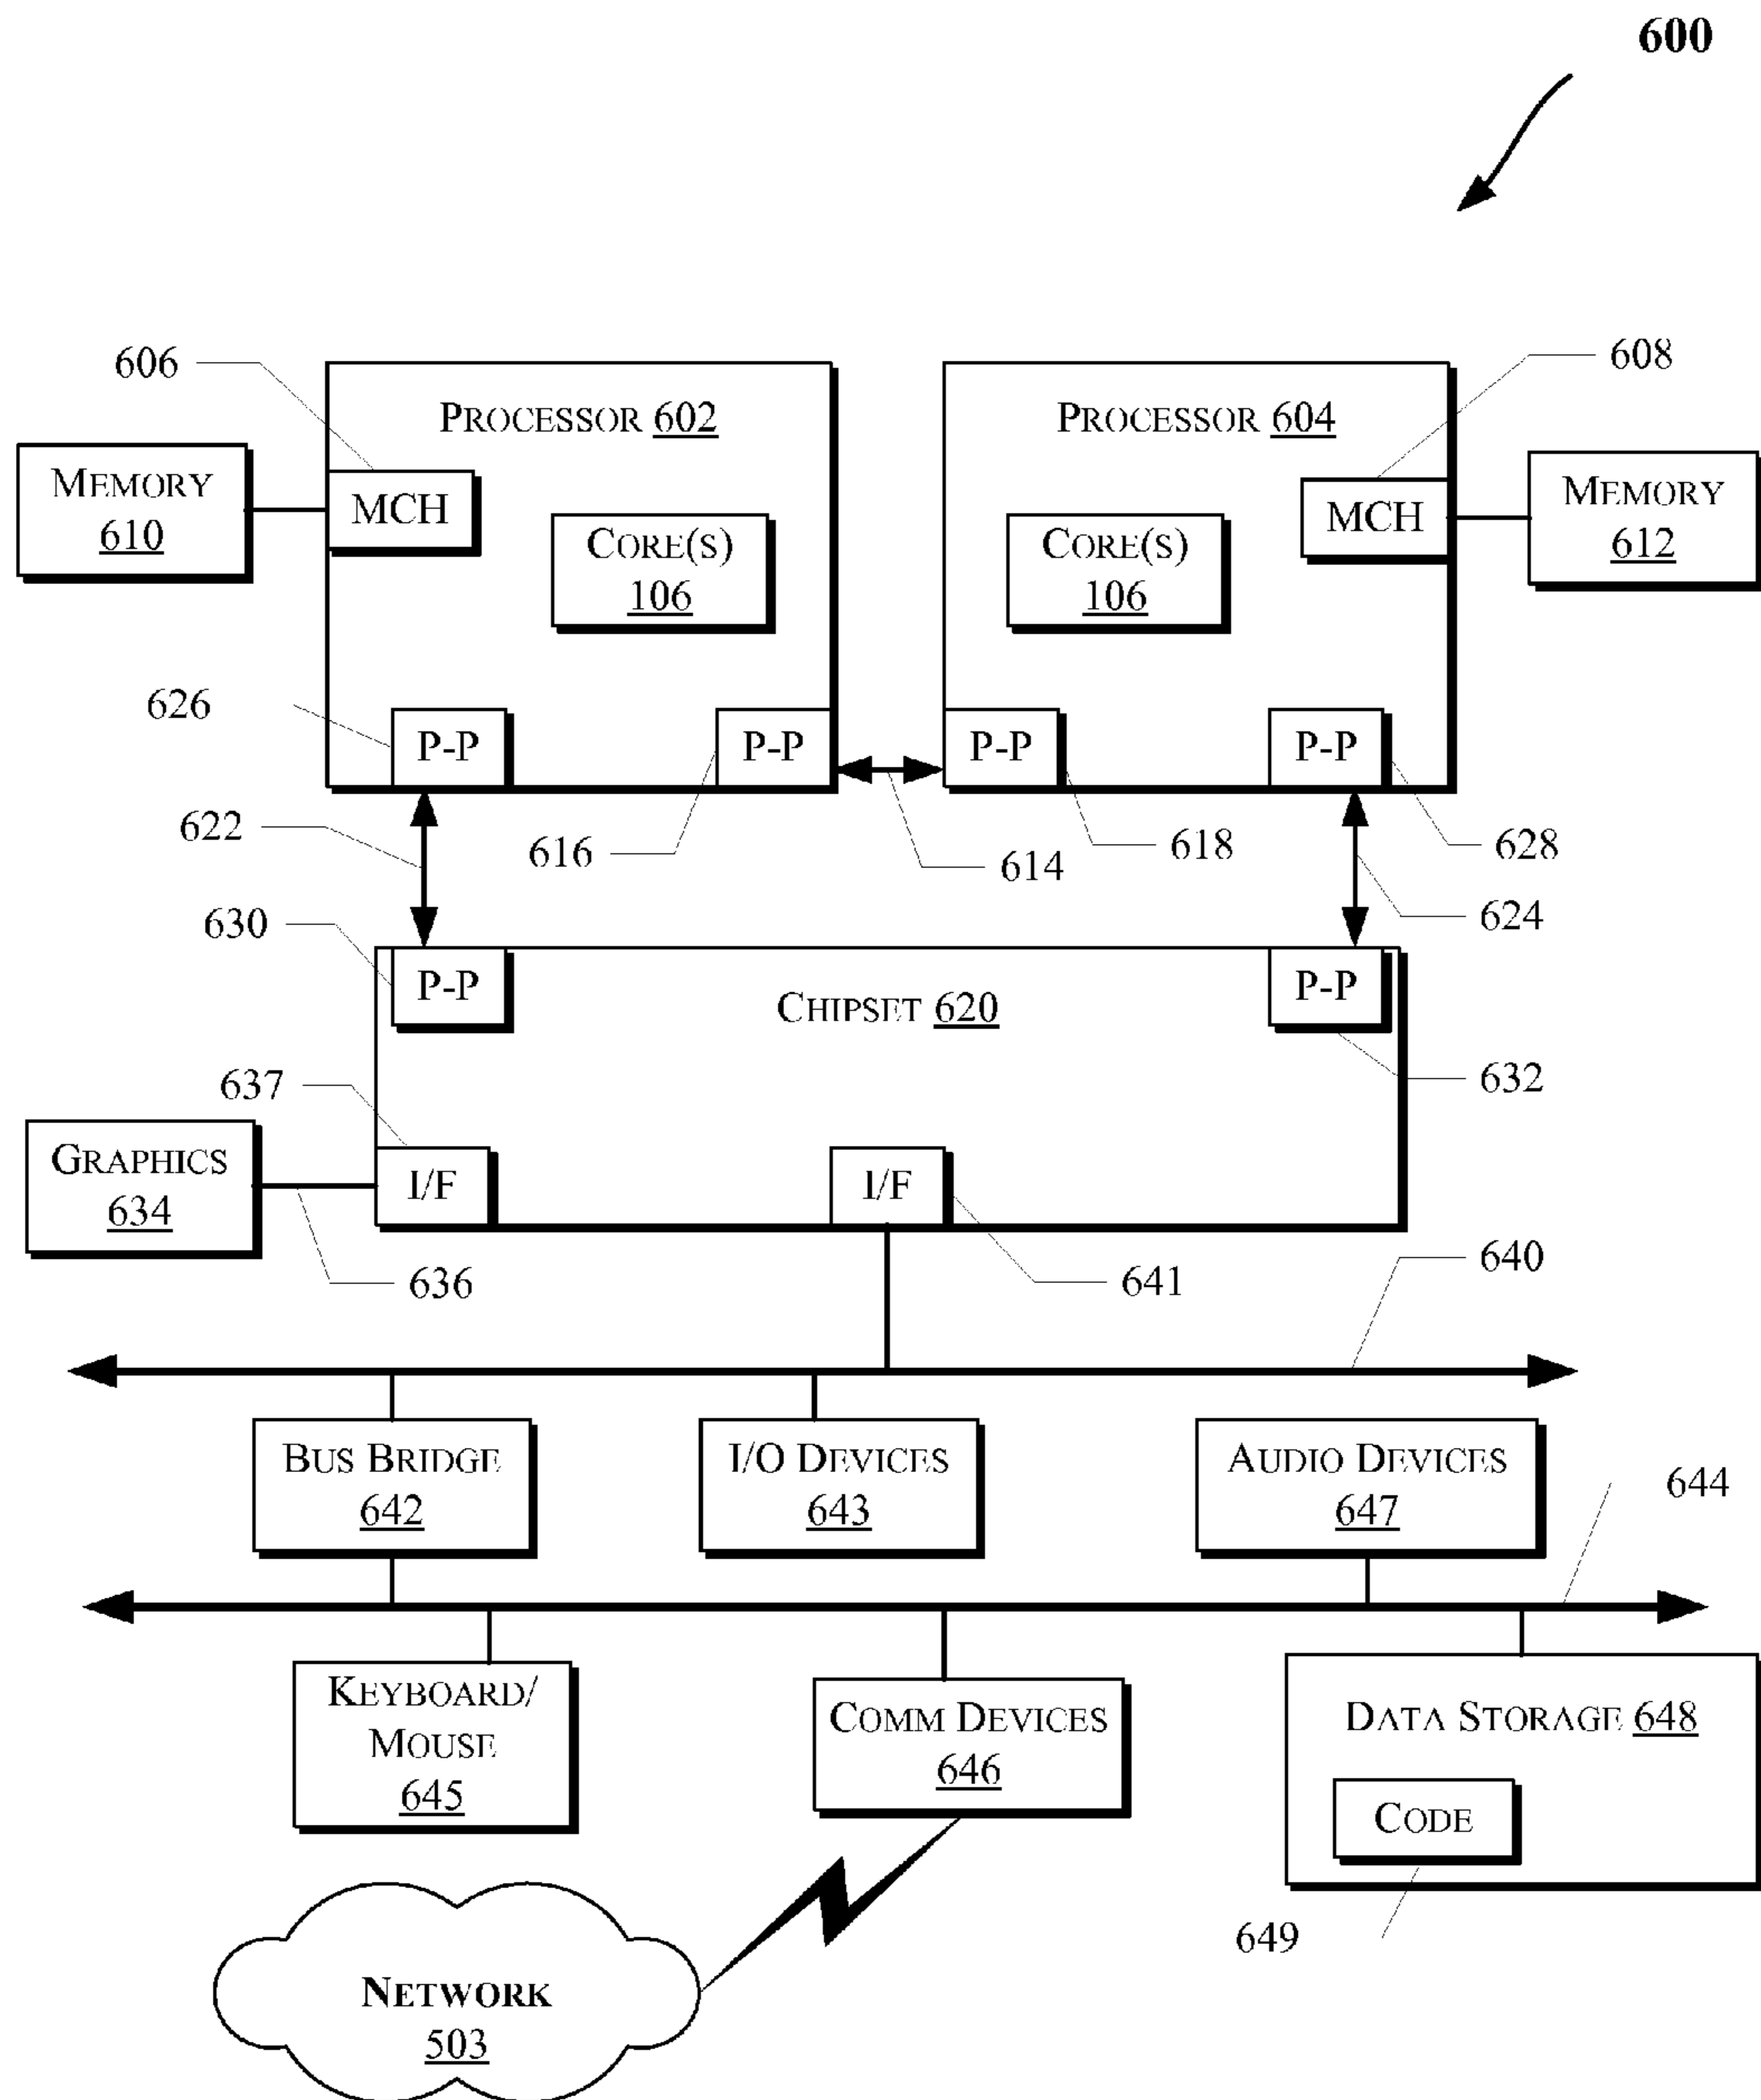 600
606
608
PROCESSOR 602
PROCESSOR 604
MEMORY
610
MCH
CORE(S)
106
CORE(S)
106
MCH
MEMORY
612
626
P-P
P-P
P-P
P-P
622
616
614
618
628
630
624
P-P
CHIPSET 620
P-P
637
632
GRAPHICS
634
I/F
I/F
636
641
640
BUS BRIDGE
642
I/O DEVICES
643
AUDIO DEVICES
647
644
KEYBOARD/
MOUSE
645
COMM DEVICES
646
DATA STORAGE 648
CODE
649
NETWORK
503